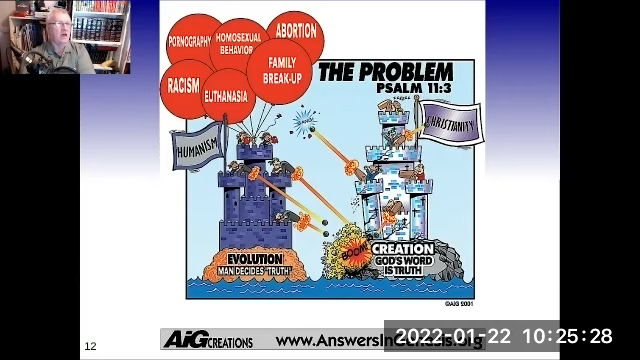 PORNOGRAPHY
HOMOSEXUAL
BEHAVIOR
ABORTION
FAMILY
BREAK-UP
RACISM
EUTHANASIA
THE PROBLEM
PSALM 11:3
HUMANISM
CHRISTIANITY
BOOM
EVOLUTION
MAN DECIDES "TRUTH"
CREATION
GOD'S WORD
IS TRUTH
©AiG 2001
12
AiG CREATIONS
www.AnswersInGenesis.org
2022-01-22 10:25:28